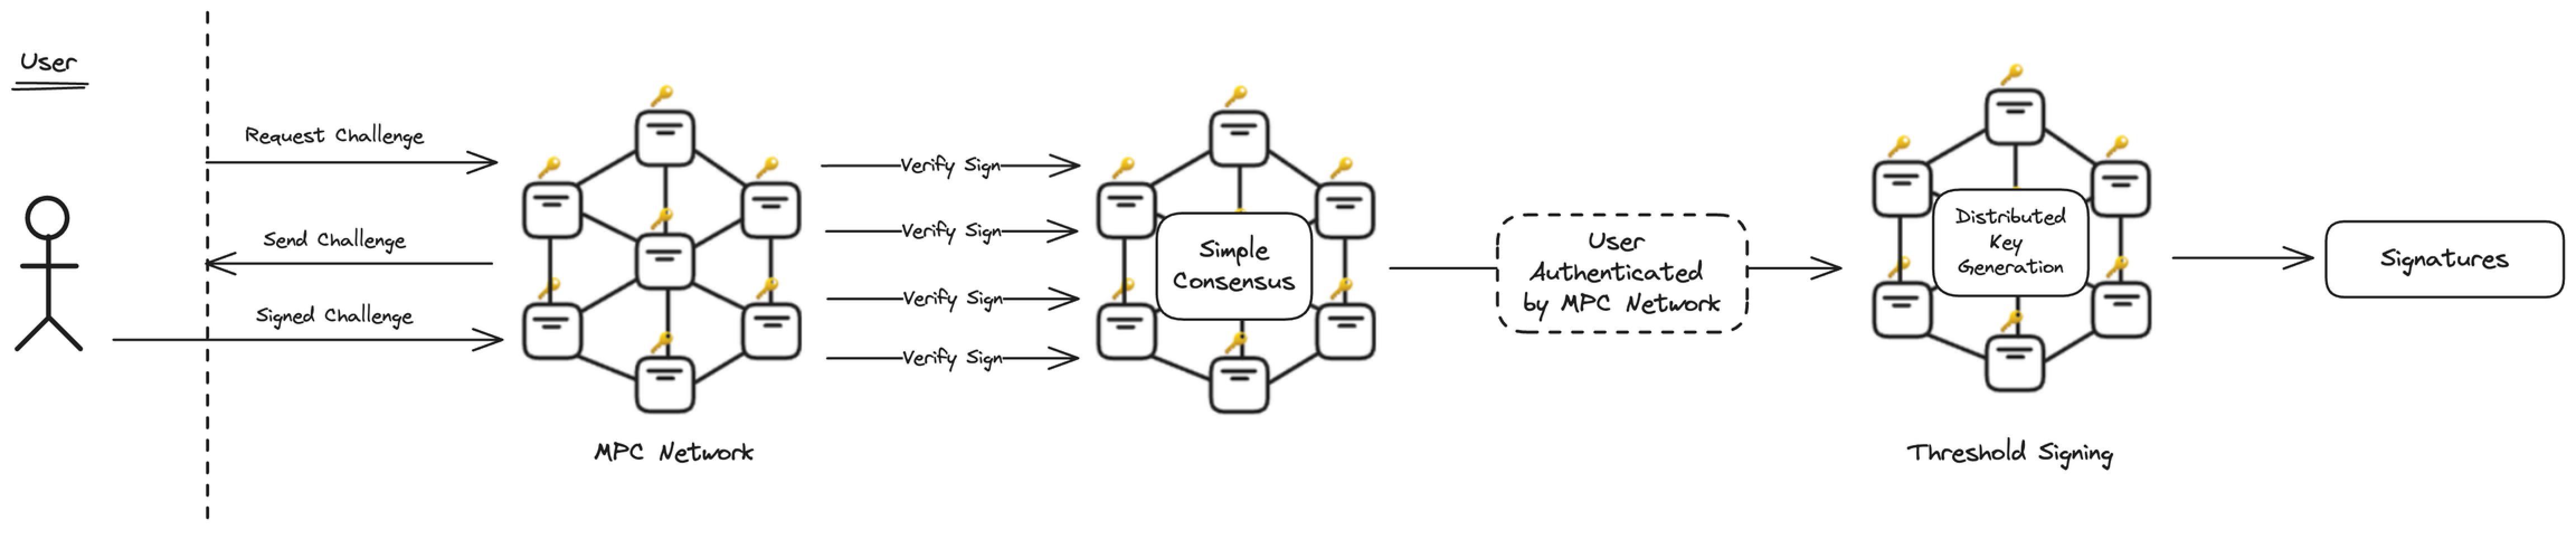 User
Request Challenge
Send Challenge
Signed Challenge
MPC Network
Verify Sign
Verify Sign
Verify Sign
Verify Sign
Simple
Consensus
User
Authenticated
by MPC Network
Distributed
Key
Generation
Threshold Signing
Signatures